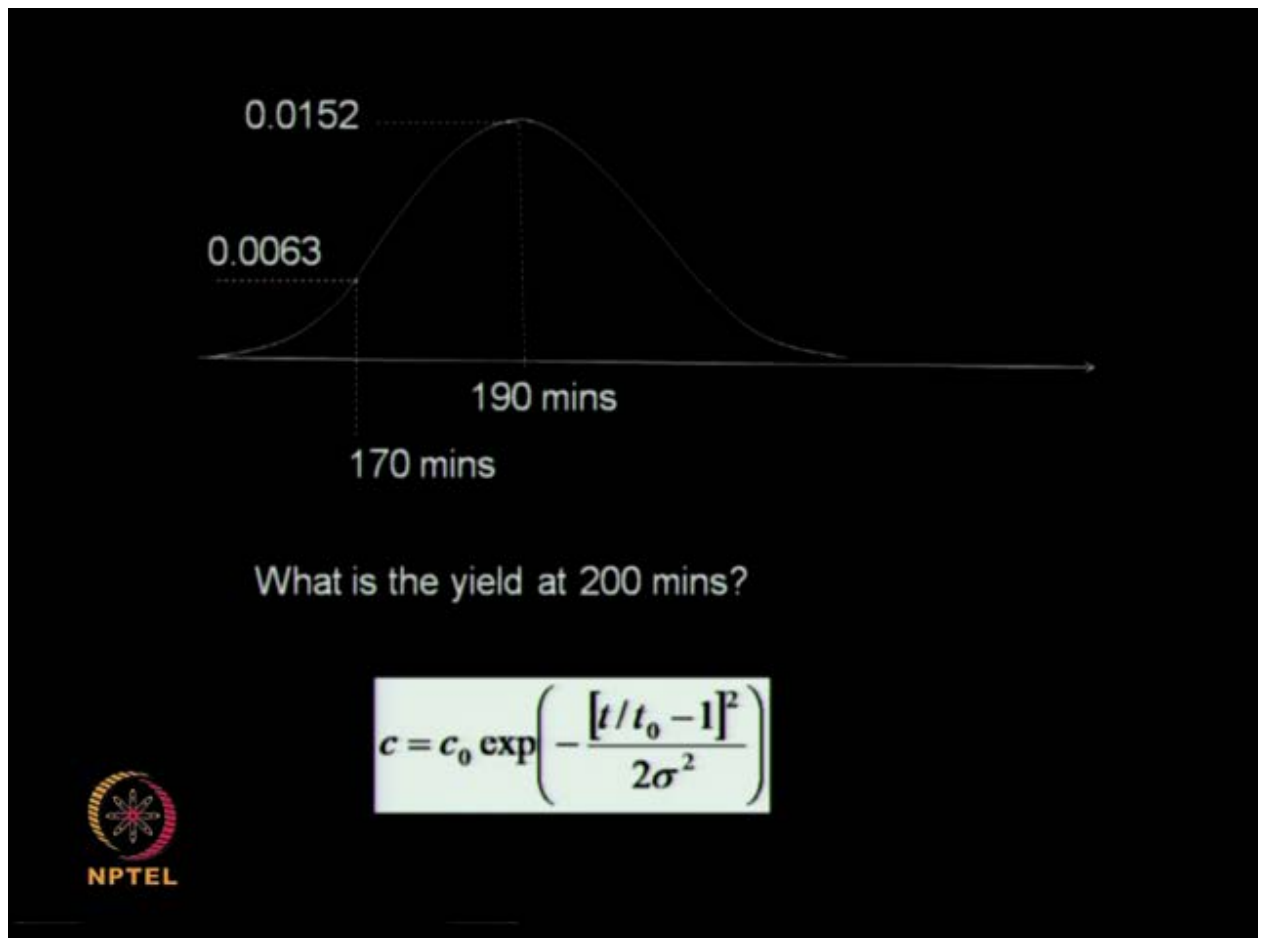 0.0152
0.0063
190 mins
170 mins
What is the yield at 200 mins?
c = c₀ exp(−[t/t₀ −1]²/2σ²)
NPTEL